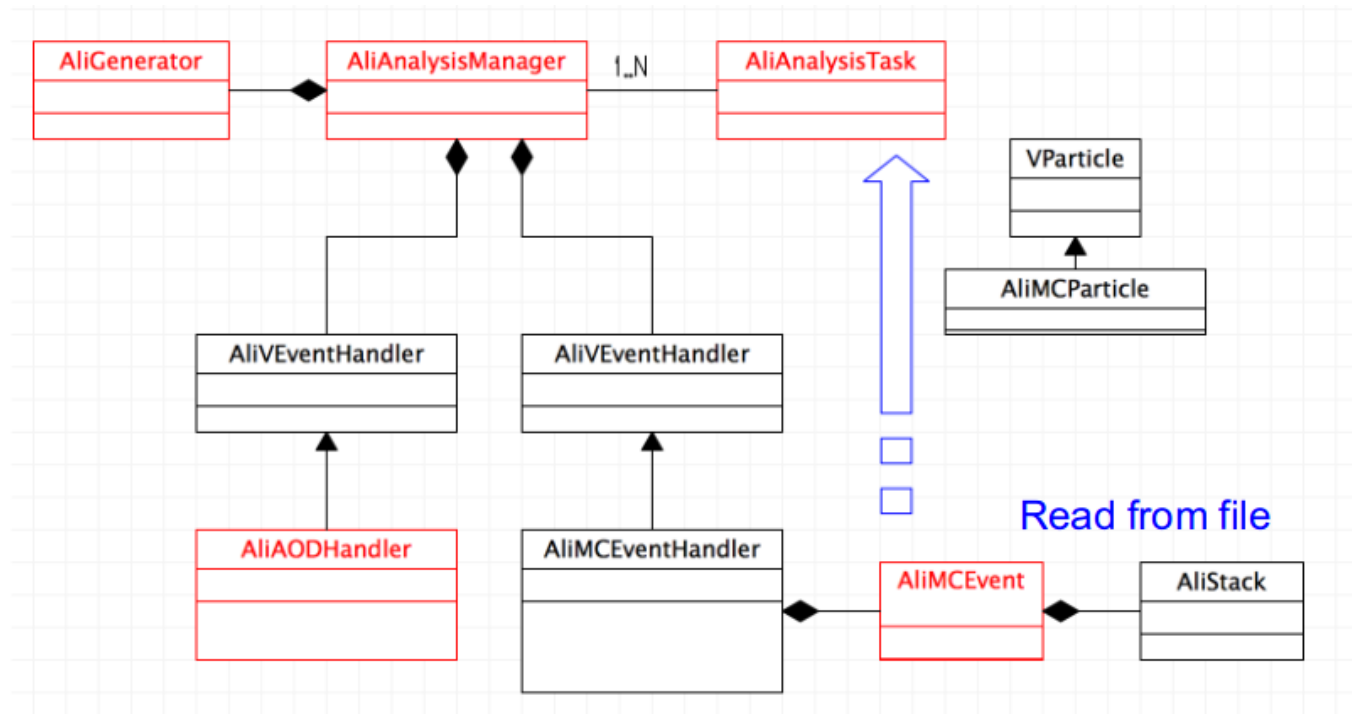 AliGenerator
AliAnalysisManager
1..N
AliAnalysisTask
VParticle
AliMCParticle
AliVEventHandler
AliVEventHandler
Read from file
AliAODHandler
AliMCEventHandler
AliMCEvent
AliStack